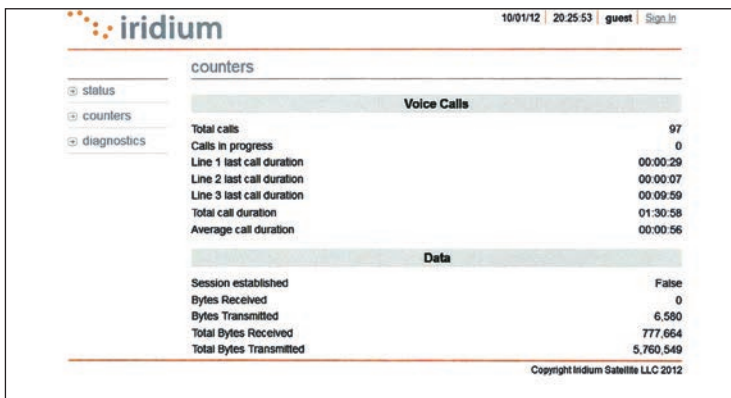 iridium
10/01/12 20:25:53 guest Sign In
counters
status
counters
diagnostics
Voice Calls
Total calls 97
Calls in progress 0
Line 1 last call duration 00:00:29
Line 2 last call duration 00:00:07
Line 3 last call duration 00:09:59
Total call duration 01:30:58
Average call duration 00:00:56
Data
Session established False
Bytes Received 0
Bytes Transmitted 6,580
Total Bytes Received 777,664
Total Bytes Transmitted 5,760,549
Copyright Iridium Satellite LLC 2012